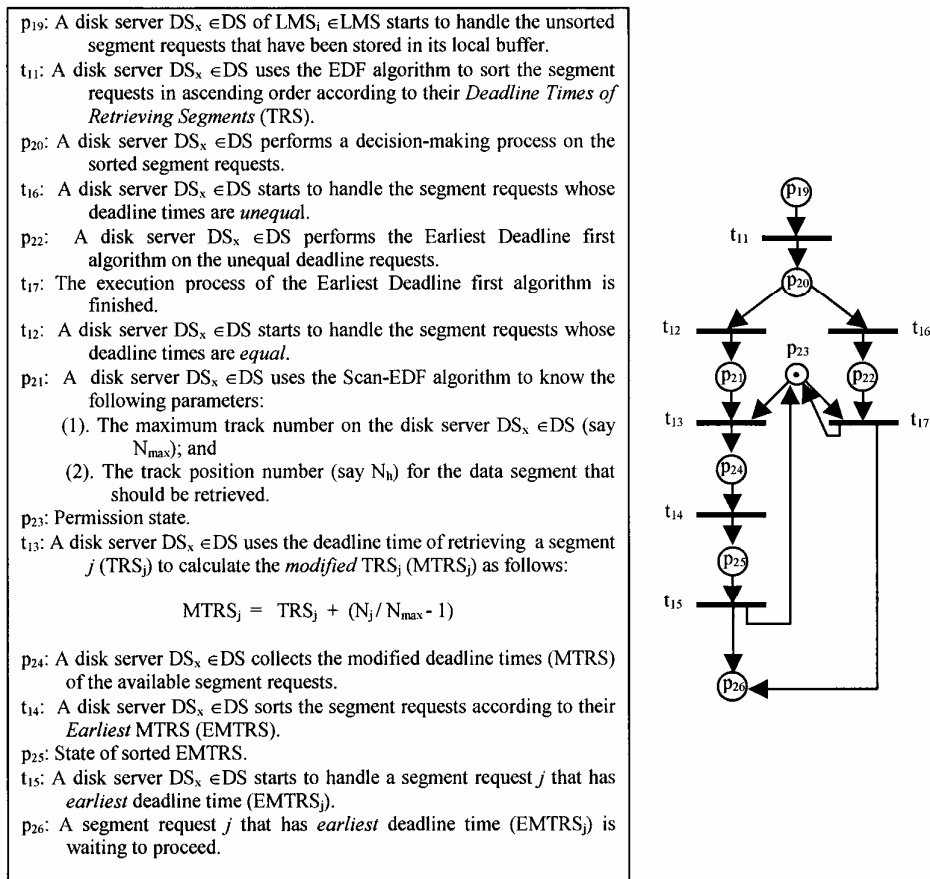 p₁₉: A disk server DSₓ ∈DS of LMSᵢ ∈LMS starts to handle the unsorted
segment requests that have been stored in its local buffer.
t₁₁: A disk server DSₓ ∈DS uses the EDF algorithm to sort the segment
requests in ascending order according to their Deadline Times of
Retrieving Segments (TRS).
p₂₀: A disk server DSₓ ∈DS performs a decision-making process on the
sorted segment requests.
t₁₆: A disk server DSₓ ∈DS starts to handle the segment requests whose
deadline times are unequal.
p₂₂: A disk server DSₓ ∈DS performs the Earliest Deadline first
algorithm on the unequal deadline requests.
t₁₇: The execution process of the Earliest Deadline first algorithm is
finished.
t₁₂: A disk server DSₓ ∈DS starts to handle the segment requests whose
deadline times are equal.
p₂₁: A disk server DSₓ ∈DS uses the Scan-EDF algorithm to know the
following parameters:
(1). The maximum track number on the disk server DSₓ ∈DS (say
Nₘₐₓ); and
(2). The track position number (say Nₕ) for the data segment that
should be retrieved.
p₂₃: Permission state.
t₁₃: A disk server DSₓ ∈DS uses the deadline time of retrieving a segment
j (TRSⱼ) to calculate the modified TRSⱼ (MTRSⱼ) as follows:
MTRSⱼ = TRSⱼ + (Nⱼ / Nₘₐₓ - 1)
p₂₄: A disk server DSₓ ∈DS collects the modified deadline times (MTRS)
of the available segment requests.
t₁₄: A disk server DSₓ ∈DS sorts the segment requests according to their
Earliest MTRS (EMTRS).
p₂₅: State of sorted EMTRS.
t₁₅: A disk server DSₓ ∈DS starts to handle a segment request j that has
earliest deadline time (EMTRSⱼ).
p₂₆: A segment request j that has earliest deadline time (EMTRSⱼ) is
waiting to proceed.
p₁₉
t₁₁
p₂₀
t₁₂
t₁₆
p₂₃
p₂₁
p₂₂
t₁₃
t₁₇
p₂₄
t₁₄
p₂₅
t₁₅
p₂₆